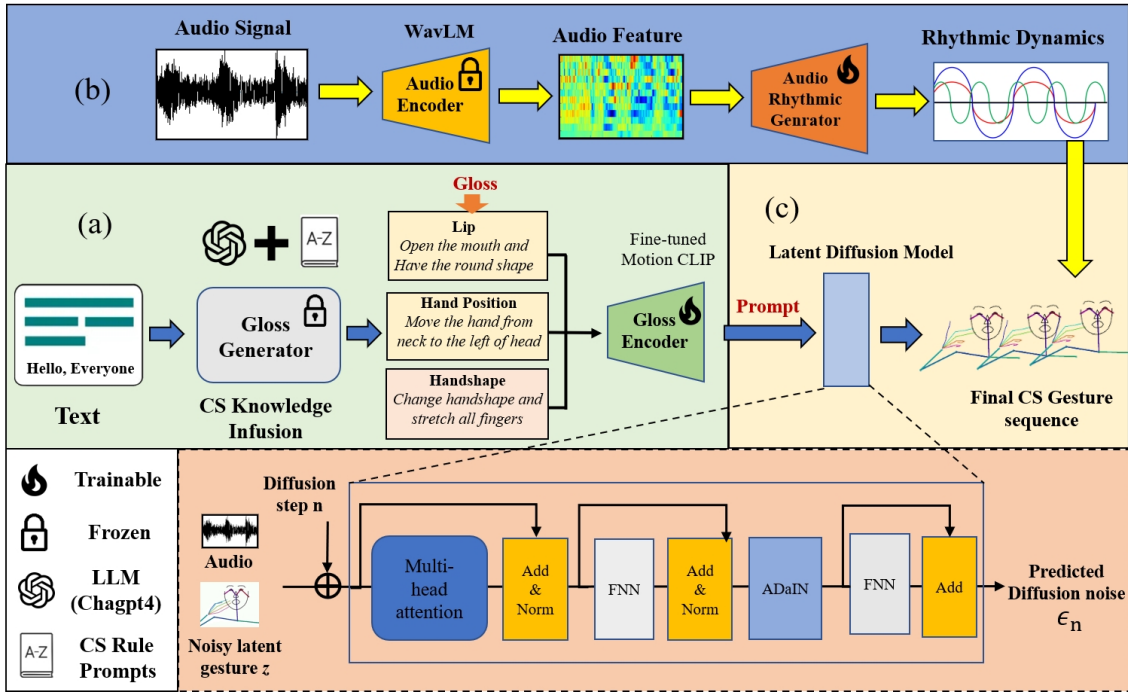 Audio Signal
WavLM
Audio Feature
Rhythmic Dynamics
(b)
Audio
Encoder
Audio
Rhythmic
Genrator
(a)
Gloss
A-Z
Lip
Open the mouth and
Have the round shape
Hand Position
Move the hand from
neck to the left of head
Handshape
Change handshape and
stretch all fingers
Hello, Everyone
Text
Gloss
Generator
CS Knowledge
Infusion
Fine-tuned
Motion CLIP
Gloss
Encoder
(c)
Latent Diffusion Model
Prompt
Final CS Gesture
sequence
Trainable
Frozen
LLM
(Chagpt4)
A-Z
CS Rule
Prompts
Diffusion
step n
Audio
Noisy latent
gesture z
Multi-
head
attention
Add
&
Norm
FNN
Add
&
Norm
ADaIN
FNN
Add
Predicted
Diffusion noise
ϵn